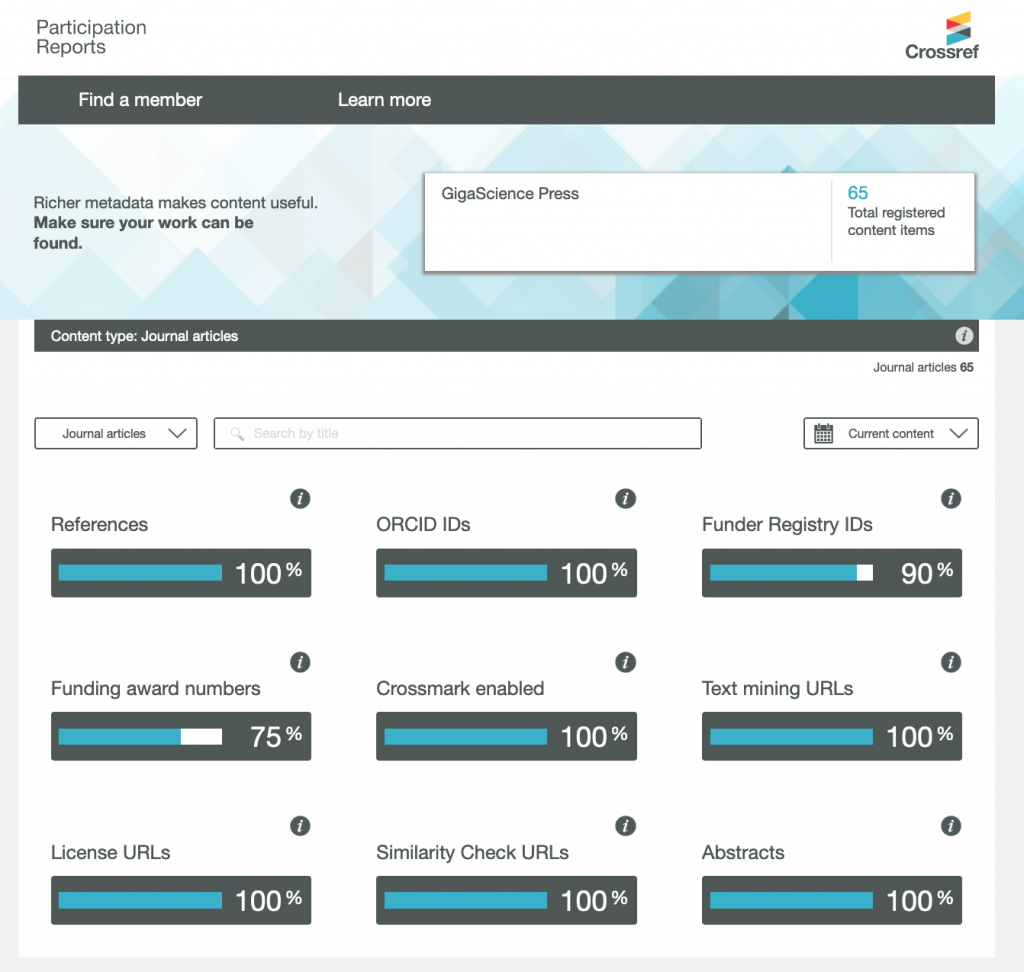 Participation
Reports
Crossref
Find a member
Learn more
Richer metadata makes content useful.
Make sure your work can be
found.
GigaScience Press
65
Total registered
content items
Content type: Journal articles
i
Journal articles 65
Journal articles
Search by title
Current content
i
i
i
References
ORCID IDs
Funder Registry IDs
100%
100%
90%
i
i
i
Funding award numbers
Crossmark enabled
Text mining URLs
75%
100%
100%
i
i
i
License URLs
Similarity Check URLs
Abstracts
100%
100%
100%